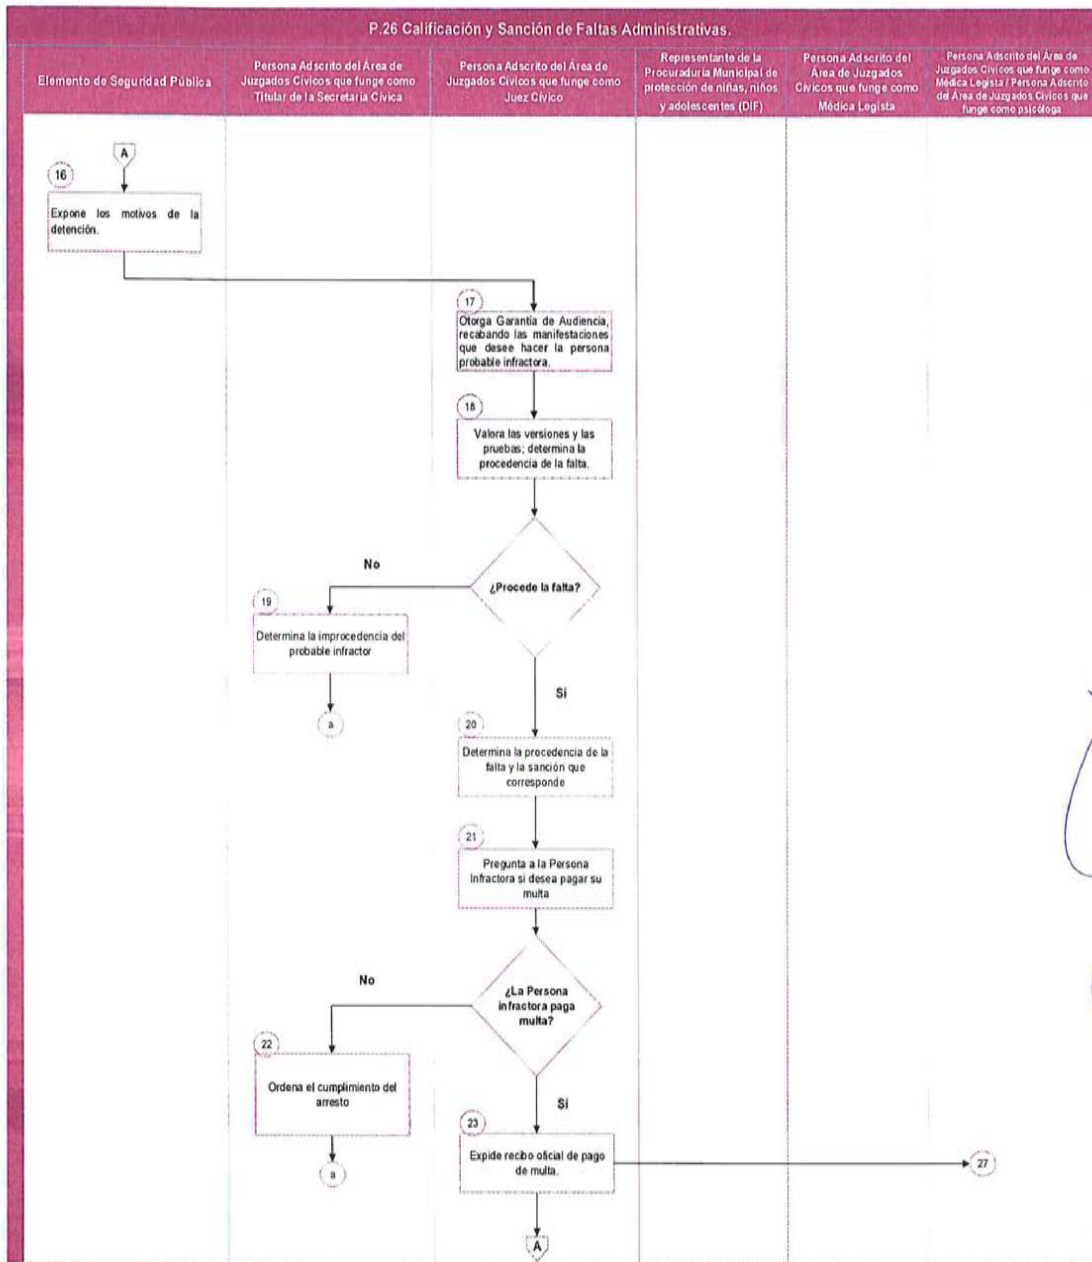 P.26 Calificación y Sanción de Faltas Administrativas.
Elemento de Seguridad Pública
Persona Adscrito del Área de
Juzgados Cívicos que funge como
Titular de la Secretaría Cívica
Persona Adscrito del Área de
Juzgados Cívicos que funge como
Juez Cívico
Representante de la
Procuraduría Municipal de
protección de niñas, niños
y adolescentes (DIF)
Persona Adscrito del
Área de Juzgados
Cívicos que funge como
Médica Legista
Persona Adscrito del Área de
Juzgados Cívicos que funge como
Médica Legista / Persona Adscrito
del Área de Juzgados Cívicos que
funge como psicóloga
A
16
Expone los motivos de la
detención.
17
Otorga Garantía de Audiencia,
recabando las manifestaciones
que desee hacer la persona
probable infractora.
18
Valora las versiones y las
pruebas; determina la
procedencia de la falta.
¿Procede la falta?
No
19
Determina la improcedencia del
probable infractor
a
Sí
20
Determina la procedencia de la
falta y la sanción que
corresponde
21
Pregunta a la Persona
Infractora si desea pagar su
multa
¿La Persona
infractora paga
multa?
No
22
Ordena el cumplimiento del
arresto
a
Sí
23
Expide recibo oficial de pago
de multa.
27
A